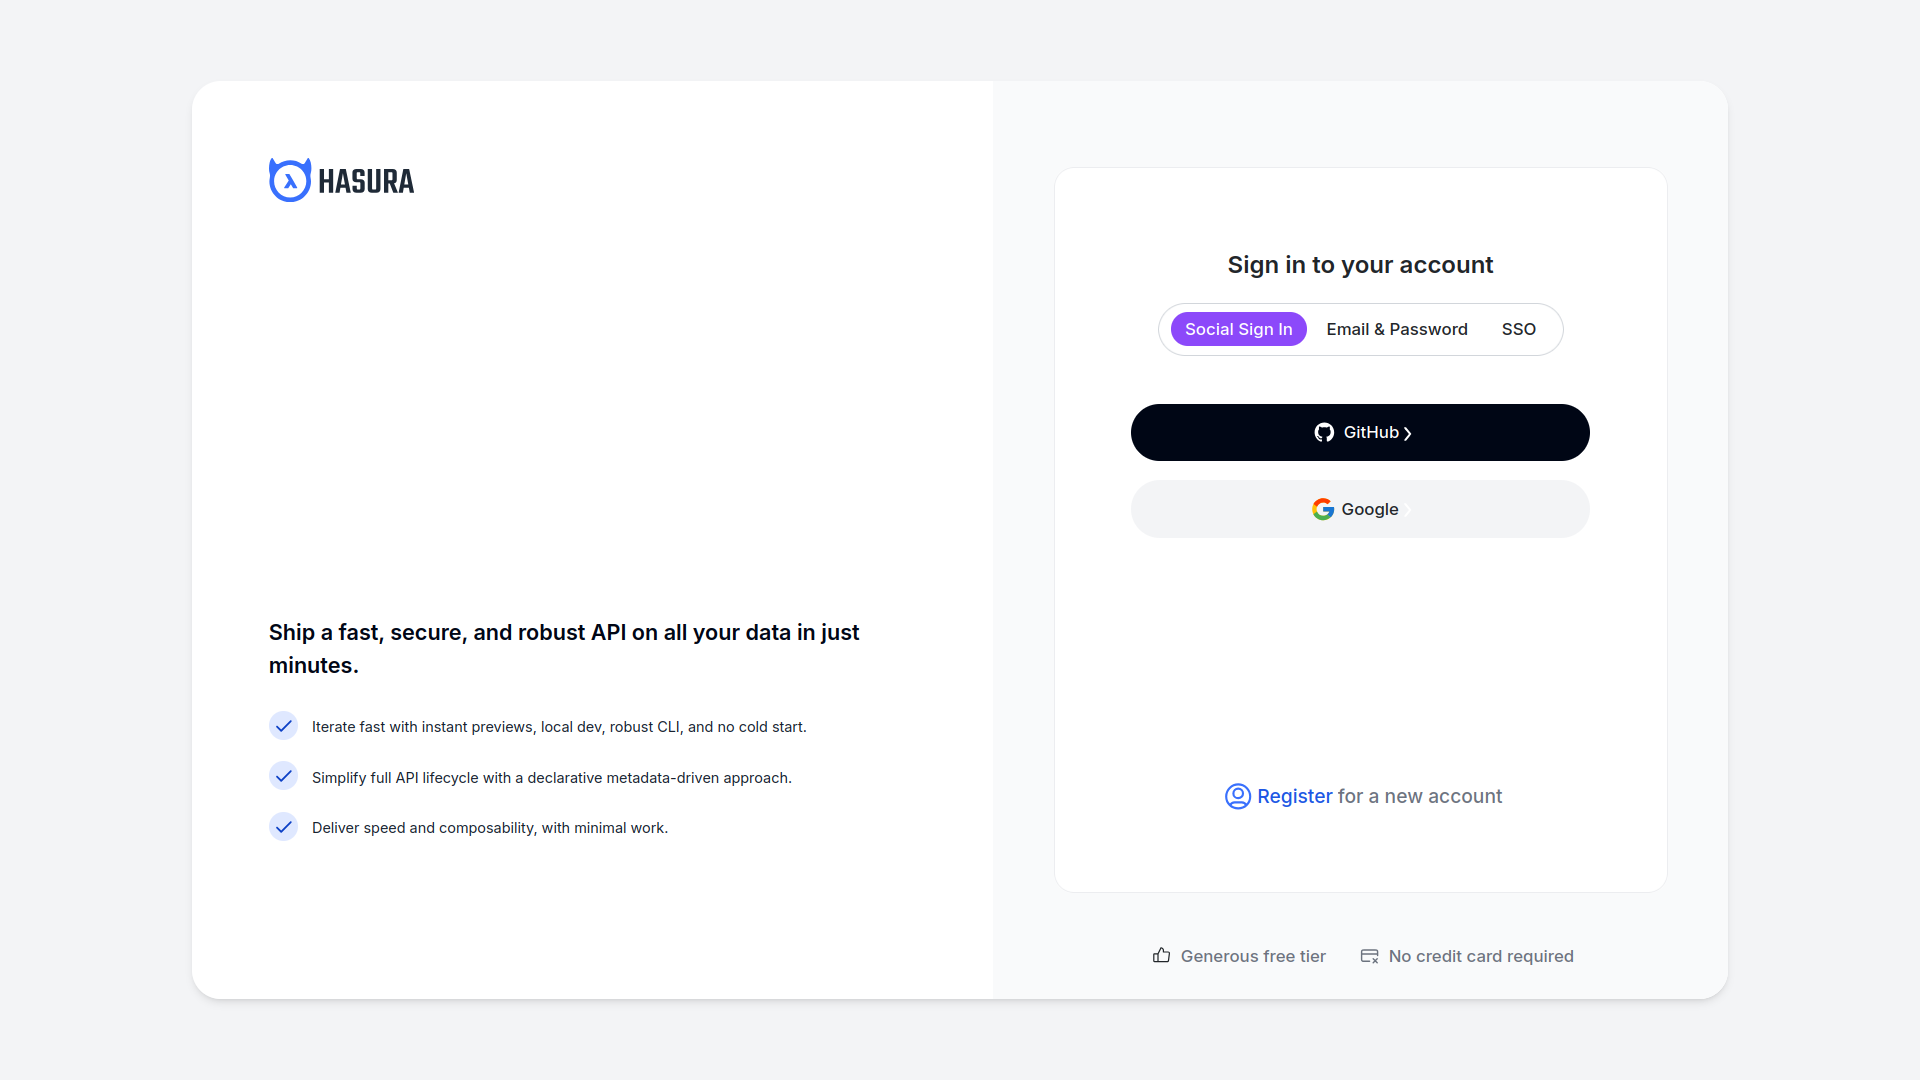 HASURA
Ship a fast, secure, and robust API on all your data in just
minutes.
Iterate fast with instant previews, local dev, robust CLI, and no cold start.
Simplify full API lifecycle with a declarative metadata-driven approach.
Deliver speed and composability, with minimal work.
Sign in to your account
Social Sign In Email & Password SSO
GitHub
Google
Register for a new account
Generous free tier No credit card required